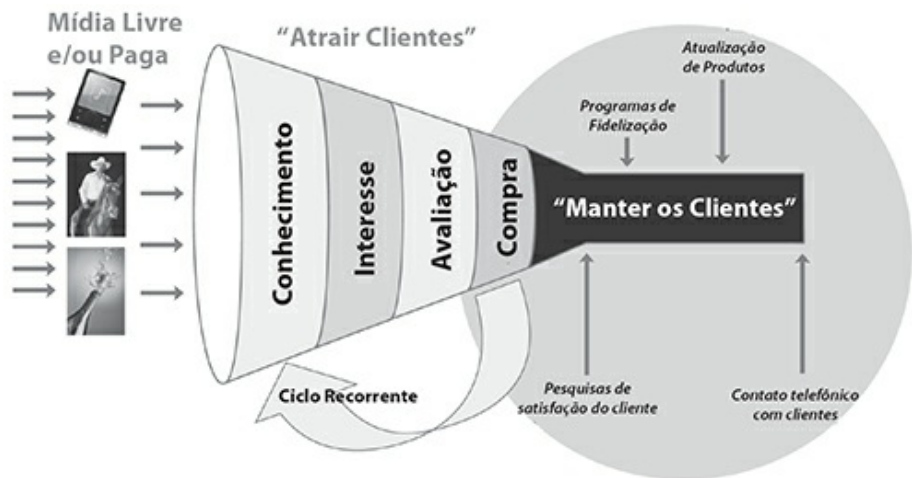 Mídia Livre
e/ou Paga
“Atrair Clientes”
Conhecimento
Interesse
Avaliação
Compra
“Manter os Clientes”
Programas de
Fidelização
Atualização
de Produtos
Ciclo Recorrente
Pesquisas de
satisfação do cliente
Contato telefônico
com clientes